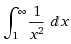 ∫₁^∞ 1/x² dx